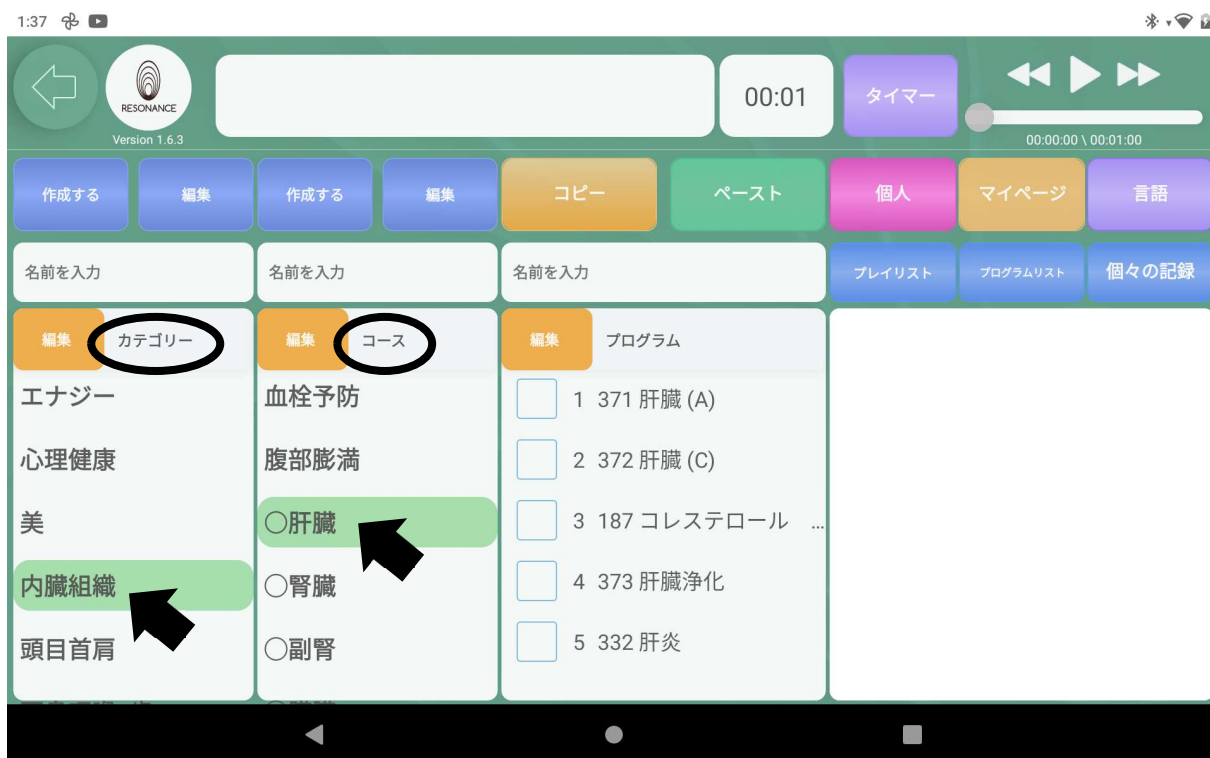 1:37
RESONANCE
Version 1.6.3
00:01
タイマー
00:00:00 \ 00:01:00
作成する
編集
作成する
編集
コピー
ペースト
個人
マイページ
言語
名前を入力
名前を入力
名前を入力
プレイリスト
プログラムリスト
個々の記録
編集
カテゴリー
編集
コース
編集
プログラム
エナジー
心理健康
美
内臓組織
頭目首肩
血栓予防
腹部膨満
○肝臓
○腎臓
○副腎
1 371 肝臓 (A)
2 372 肝臓 (C)
3 187 コレステロール ...
4 373 肝臓浄化
5 332 肝炎